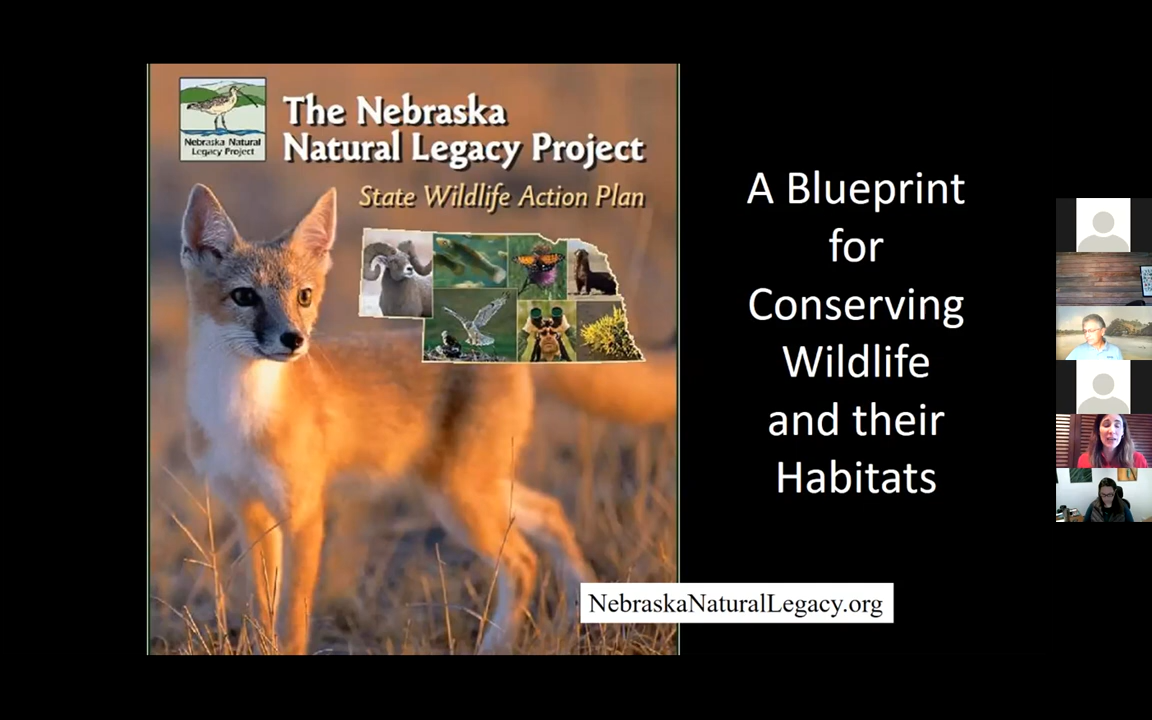 The Nebraska
Natural Legacy Project
State Wildlife Action Plan
Nebraska Natural
Legacy Project
A Blueprint
for
Conserving
Wildlife
and their
Habitats
NebraskaNaturalLegacy.org